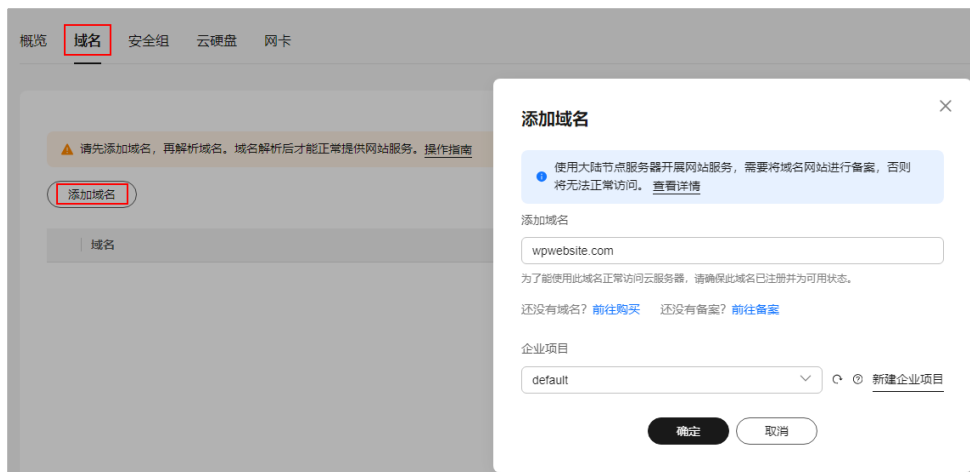 概览 域名 安全组 云硬盘 网卡
请先添加域名，再解析域名。域名解析后才能正常提供网站服务。操作指南
添加域名
域名
添加域名
使用大陆节点服务器开展网站服务，需要将域名网站进行备案，否则
将无法正常访问。 查看详情
添加域名
wpwebsite.com
为了能使用此域名正常访问云服务器，请确保此域名已注册并为可用状态。
还没有域名？前往购买 还没有备案？前往备案
企业项目
default
新建企业项目
确定 取消